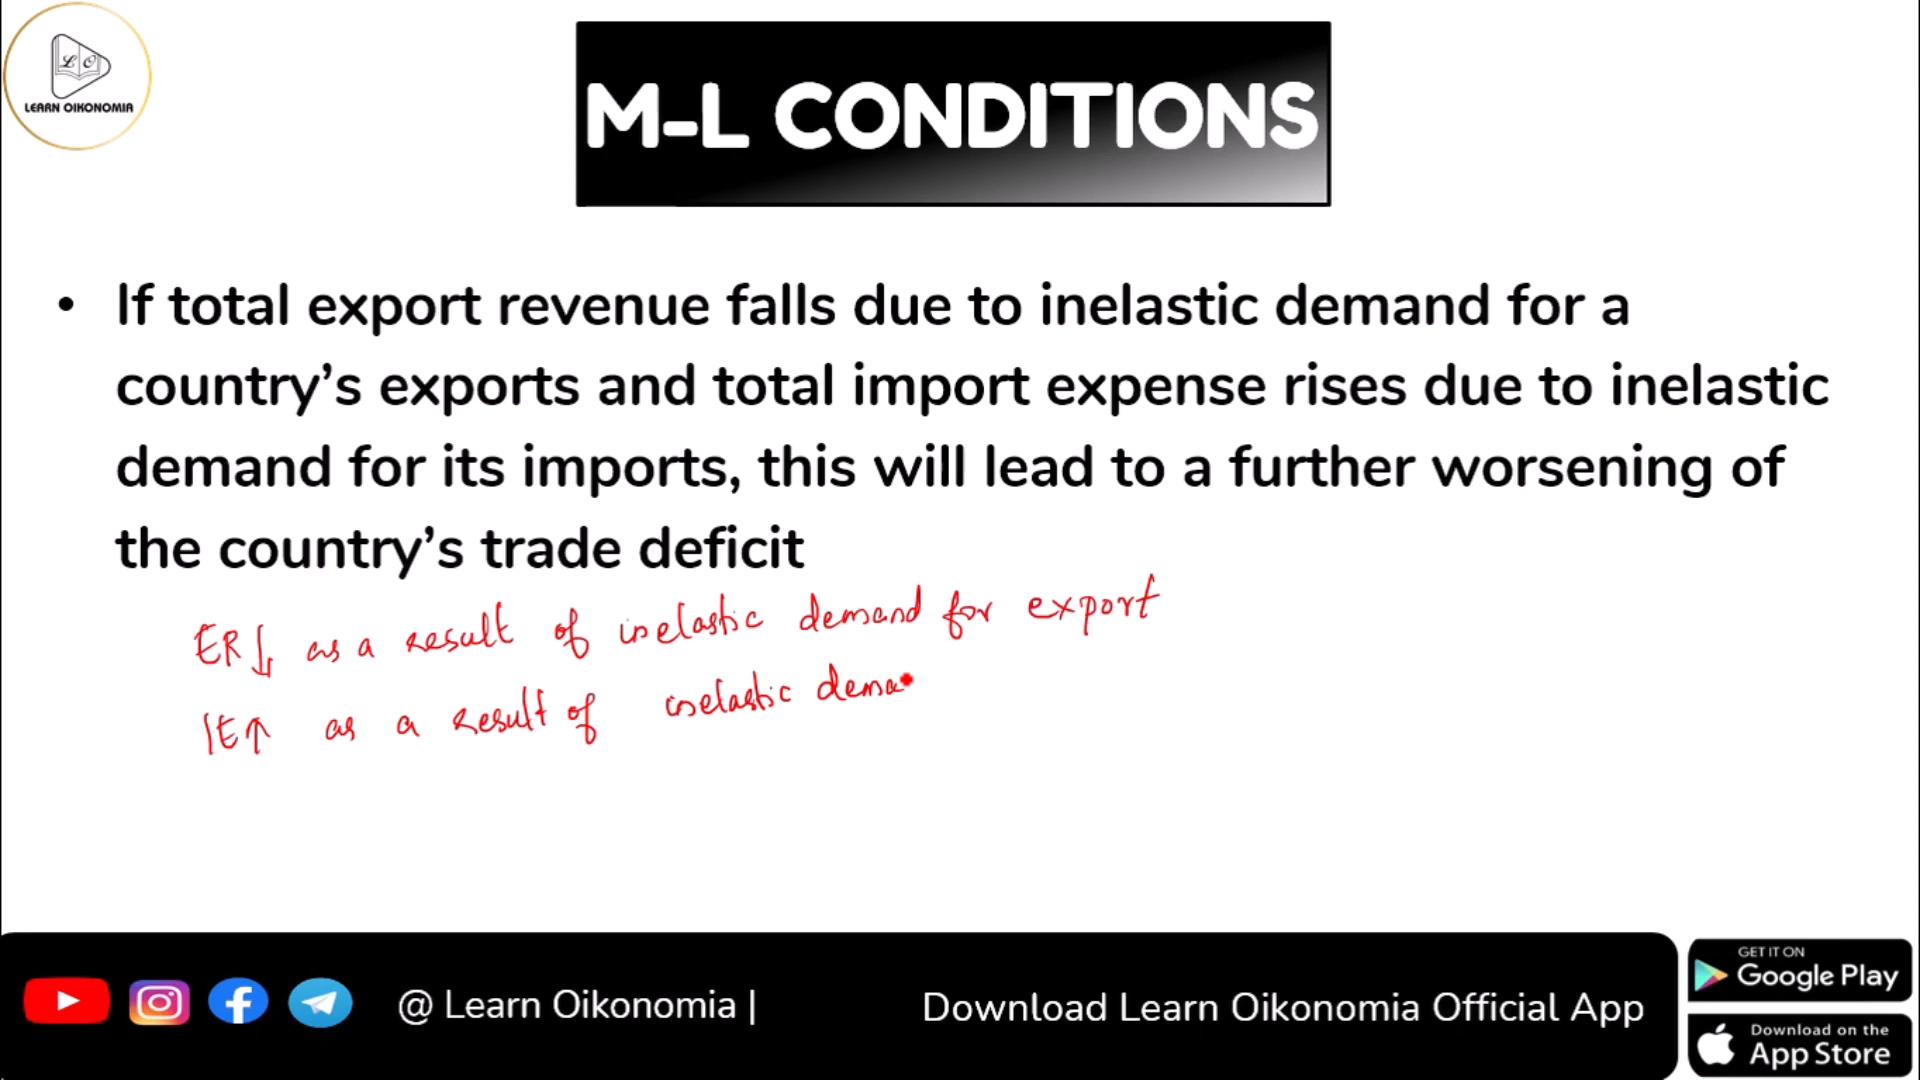 LO
LEARN OIKONOMIA
M-L CONDITIONS
• If total export revenue falls due to inelastic demand for a
country's exports and total import expense rises due to inelastic
demand for its imports, this will lead to a further worsening of
the country's trade deficit
ER↓ as a result of inelastic demand for export
IE↑ as a result of inelastic dema
@ Learn Oikonomia |
Download Learn Oikonomia Official App
GET IT ON
Google Play
Download on the
App Store